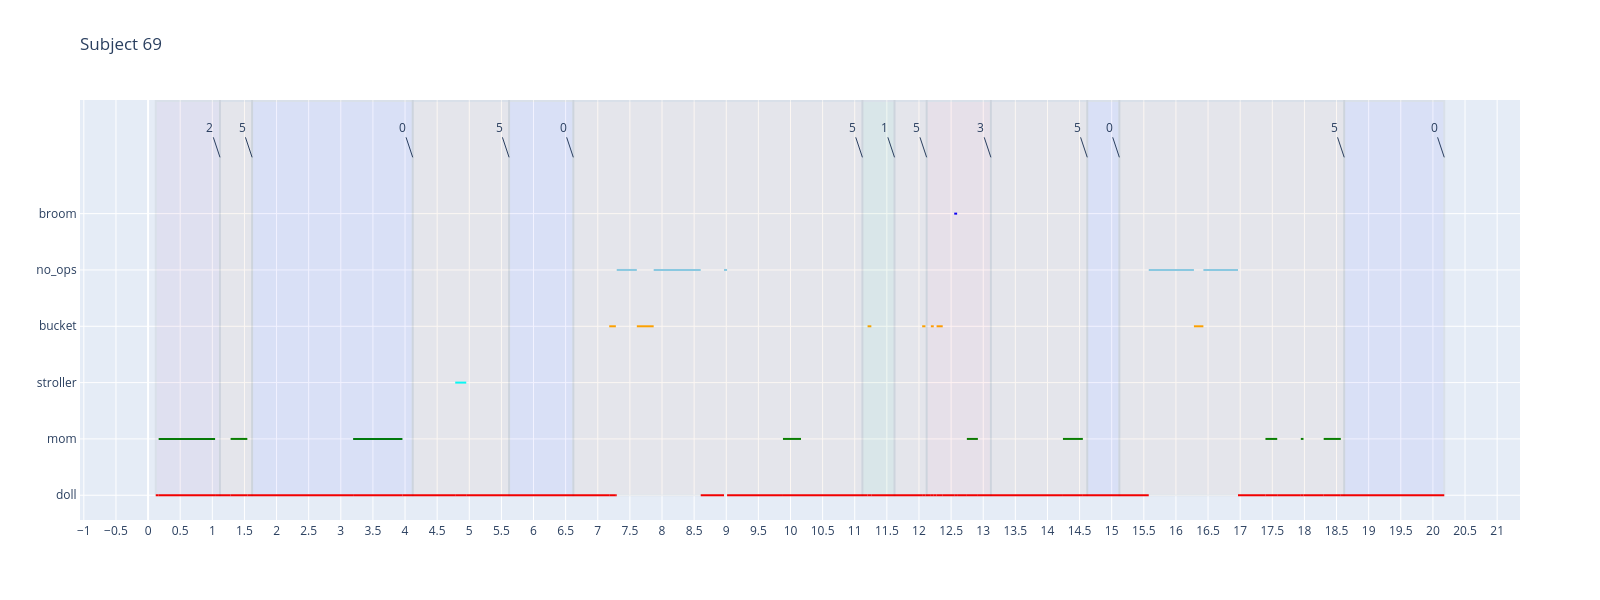 Subject 69
2 5 0 5 0 5 1 5 3 5 0 5 0
broom
no_ops
bucket
stroller
mom
doll
−1 −0.5 0 0.5 1 1.5 2 2.5 3 3.5 4 4.5 5 5.5 6 6.5 7 7.5 8 8.5 9 9.5 10 10.5 11 11.5 12 12.5 13 13.5 14 14.5 15 15.5 16 16.5 17 17.5 18 18.5 19 19.5 20 20.5 21